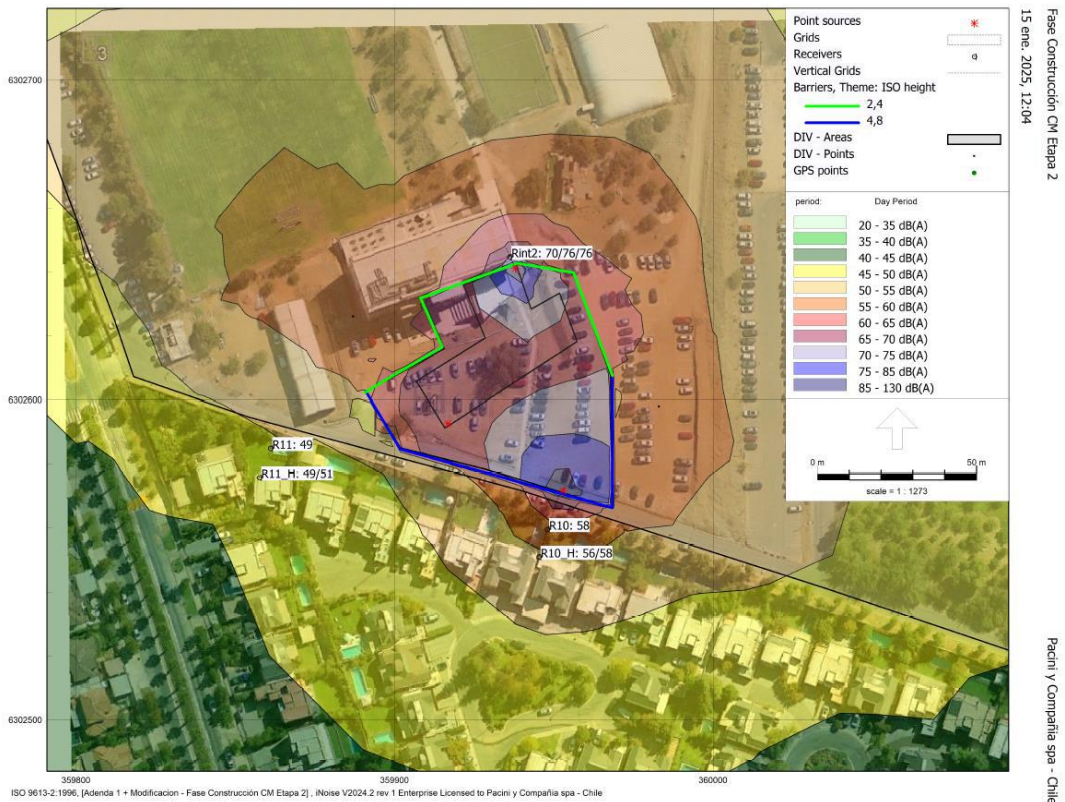 Point sources
Grids
Receivers
Vertical Grids
Barriers, Theme: ISO height
2,4
4,8
DIV - Areas
DIV - Points
GPS points
period: Day Period
20 - 35 dB(A)
35 - 40 dB(A)
40 - 45 dB(A)
45 - 50 dB(A)
50 - 55 dB(A)
55 - 60 dB(A)
60 - 65 dB(A)
65 - 70 dB(A)
70 - 75 dB(A)
75 - 85 dB(A)
85 - 130 dB(A)
0 m 50 m
scale = 1 : 1273
Fase Construcción CM Etapa 2
15 ene. 2025, 12:04
Pacini y Compañia spa - Chile
3
6302700
6302600
6302500
Rint2: 70/76/76
R11: 49
R11_H: 49/51
R10: 58
R10_H: 56/58
359800
359900
360000
ISO 9613-2:1996, [Adenda 1 + Modificacion - Fase Construcción CM Etapa 2] , iNoise V2024.2 rev 1 Enterprise Licensed to Pacini y Compañia spa - Chile